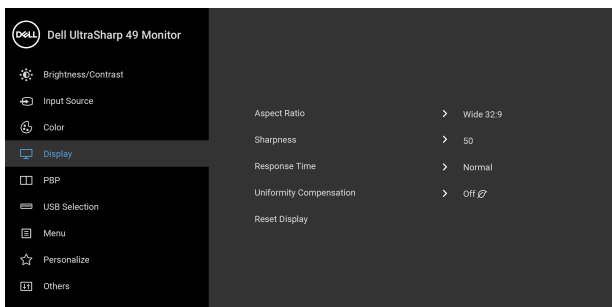 DELL
Dell UltraSharp 49 Monitor
Brightness/Contrast
Input Source
Color
Display
PBP
USB Selection
Menu
Personalize
Others
Aspect Ratio > Wide 32:9
Sharpness > 50
Response Time > Normal
Uniformity Compensation > Off
Reset Display